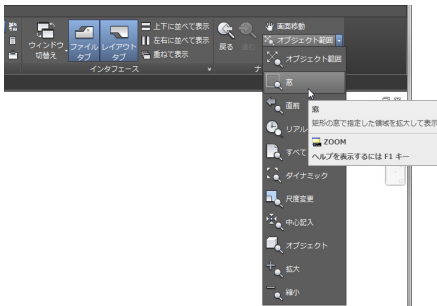 上下に並べて表示
画面移動
左右に並べて表示
オブジェクト範囲
ウィンドウ
切替え
ファイル
タブ
レイアウト
タブ
重ねて表示
戻る
進む
インタフェース
ナ
オブジェクト範囲
窓
直前
リアル
すべて
ダイナミック
尺度変更
中心記入
オブジェクト
拡大
縮小
窓
矩形の窓で指定した領域を拡大して表示
ZOOM
ヘルプを表示するには F1 キー